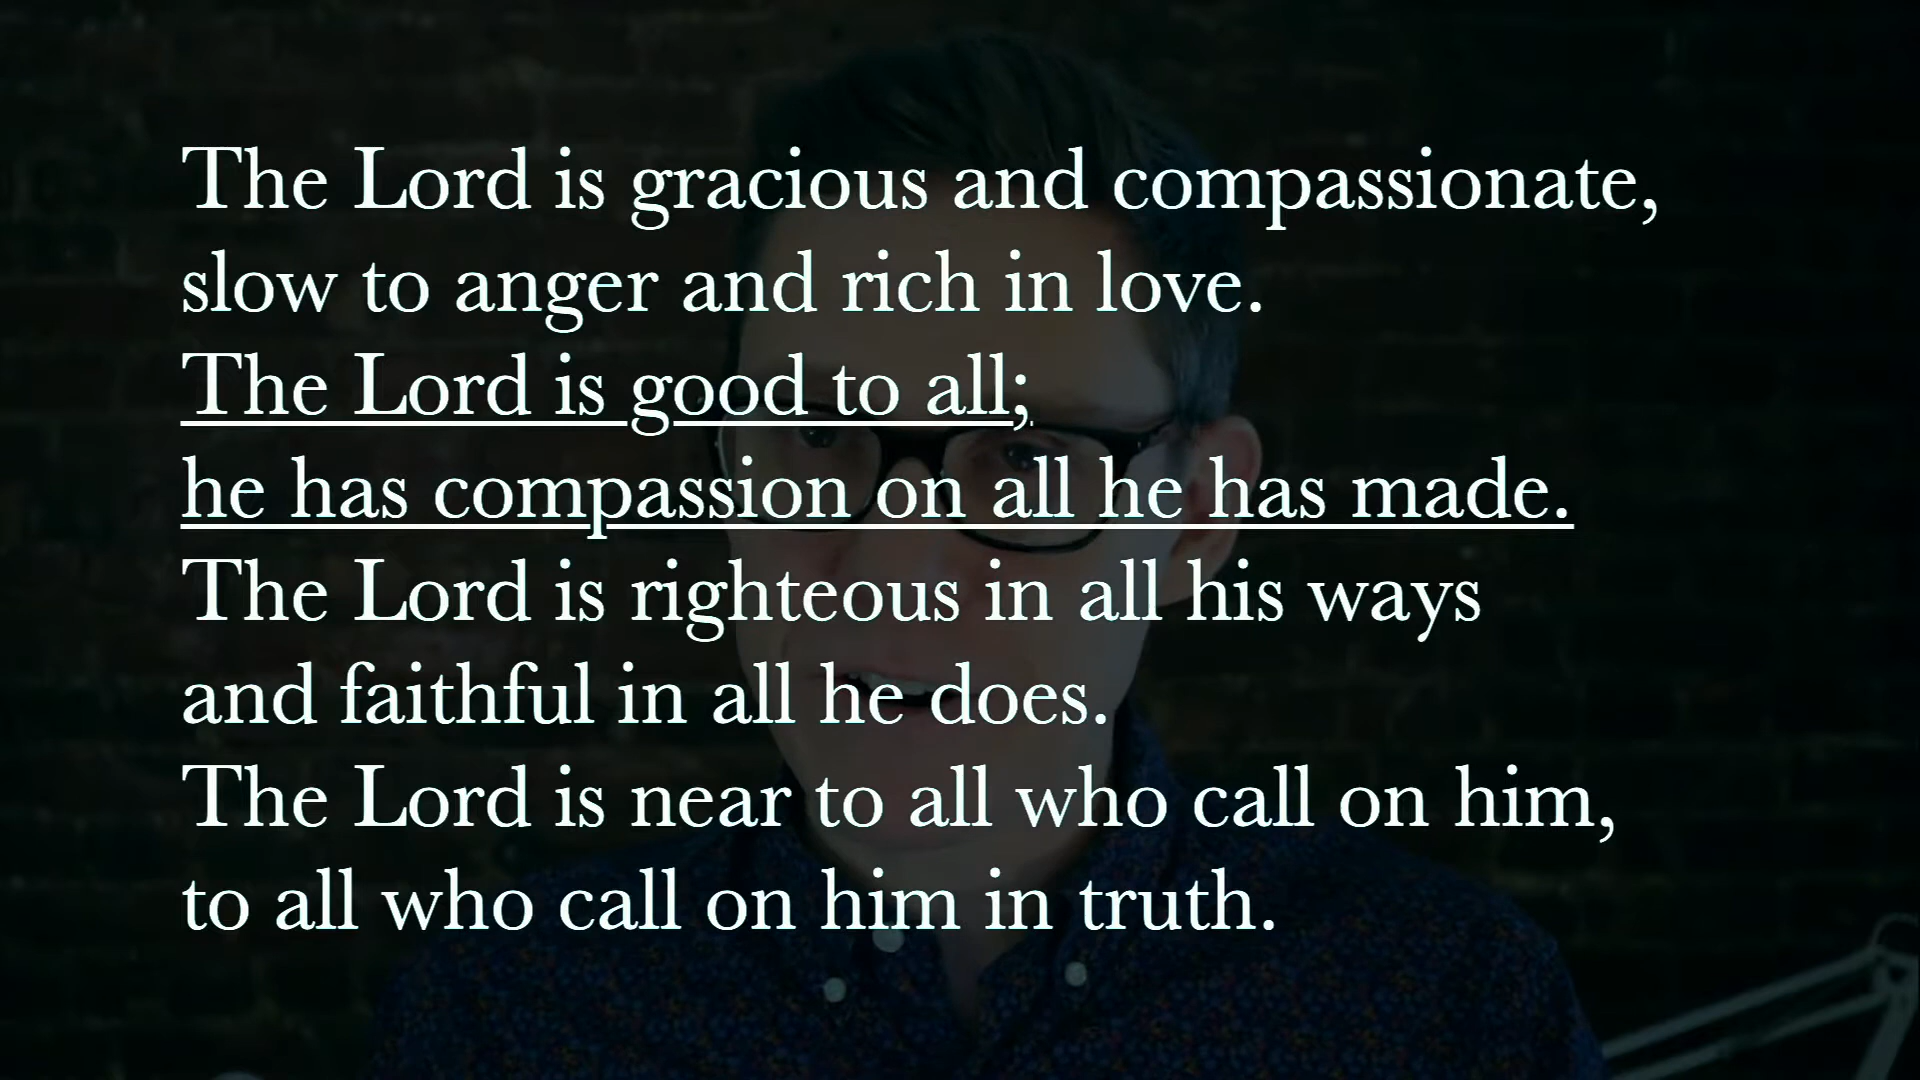 The Lord is gracious and compassionate,
slow to anger and rich in love.
The Lord is good to all;
he has compassion on all he has made.
The Lord is righteous in all his ways
and faithful in all he does.
The Lord is near to all who call on him,
to all who call on him in truth.